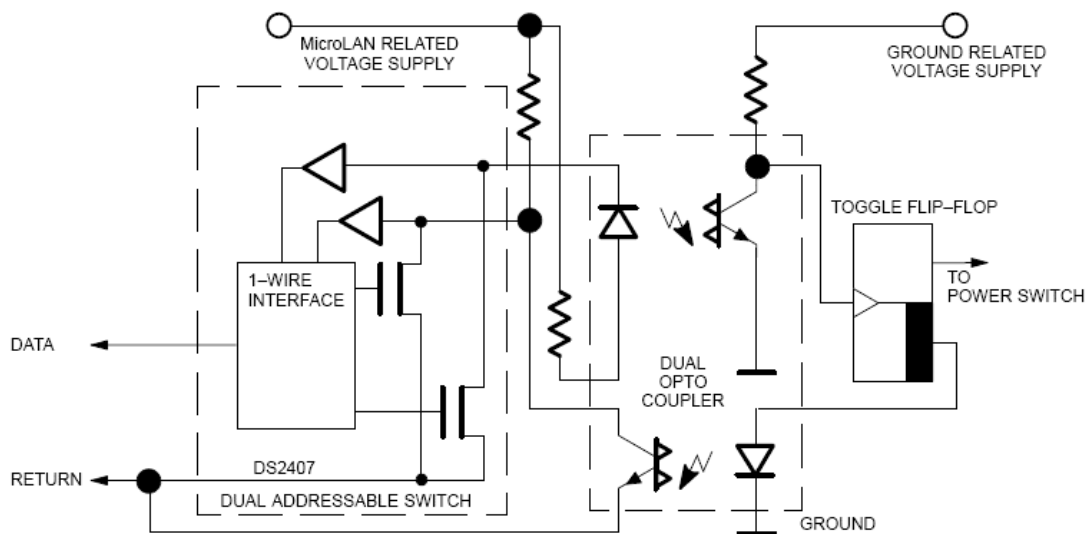 MicroLAN RELATED
VOLTAGE SUPPLY
GROUND RELATED
VOLTAGE SUPPLY
TOGGLE FLIP–FLOP
1–WIRE
INTERFACE
TO
POWER SWITCH
DATA
DUAL
OPTO
COUPLER
DS2407
RETURN
DUAL ADDRESSABLE SWITCH
GROUND